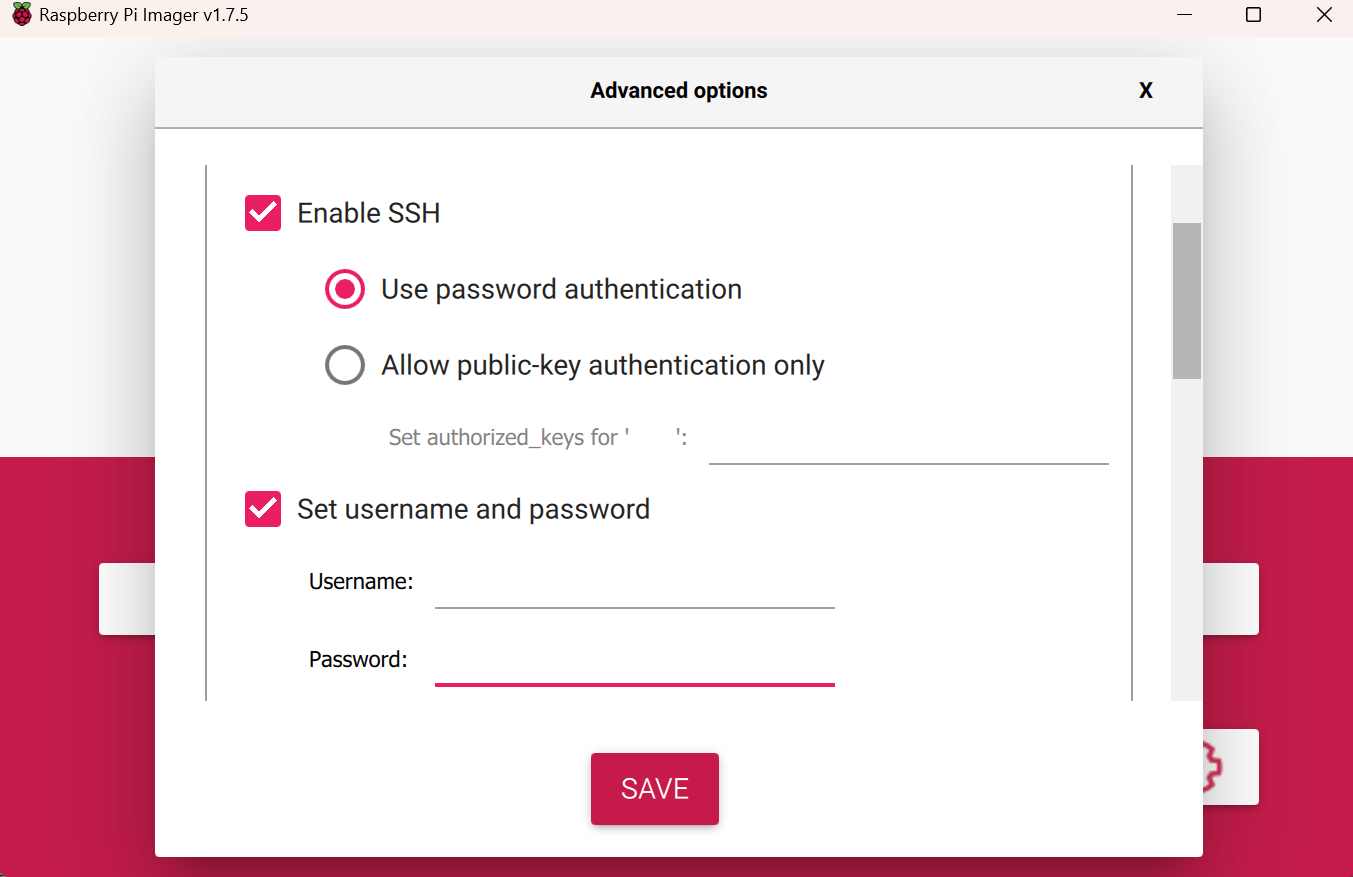 Raspberry Pi Imager v1.7.5
Advanced options
X
Enable SSH
Use password authentication
Allow public-key authentication only
Set authorized_keys for ' ':
Set username and password
Username:
Password:
SAVE